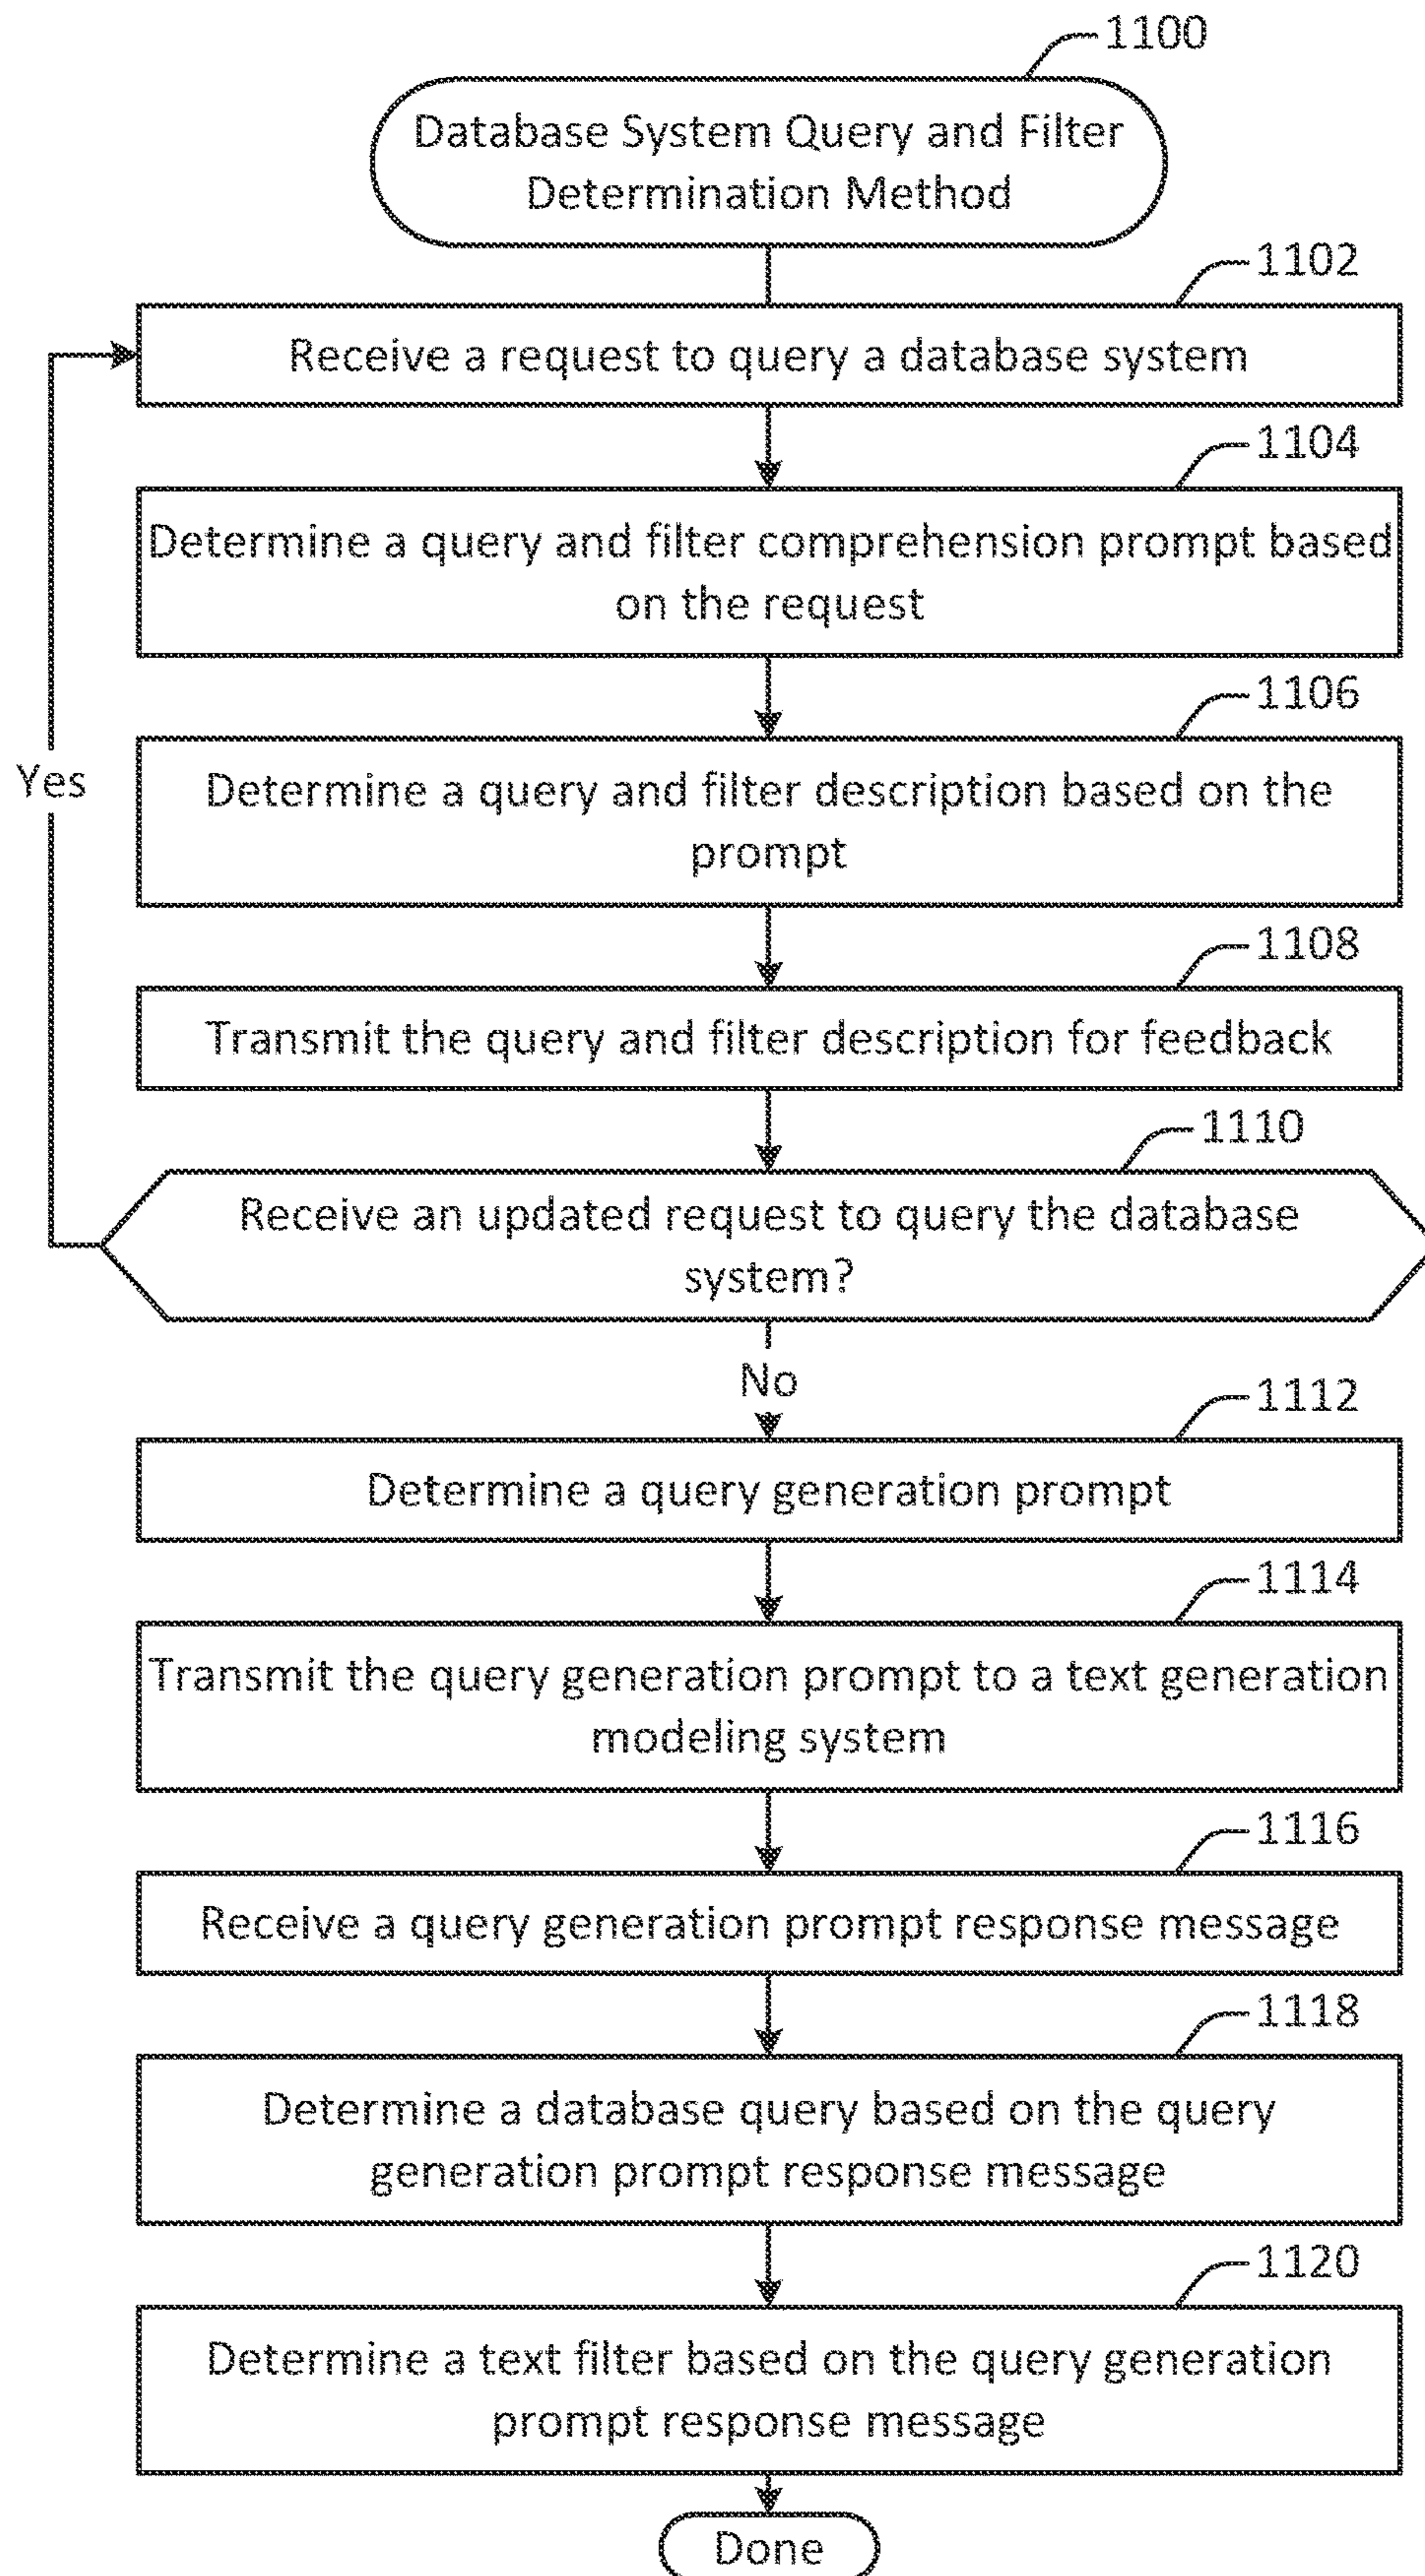 1100
Database System Query and Filter
Determination Method
1102
Receive a request to query a database system
1104
Determine a query and filter comprehension prompt based
on the request
1106
Determine a query and filter description based on the
prompt
Yes
1108
Transmit the query and filter description for feedback
1110
Receive an updated request to query the database
system?
No
1112
Determine a query generation prompt
1114
Transmit the query generation prompt to a text generation
modeling system
1116
Receive a query generation prompt response message
1118
Determine a database query based on the query
generation prompt response message
1120
Determine a text filter based on the query generation
prompt response message
Done